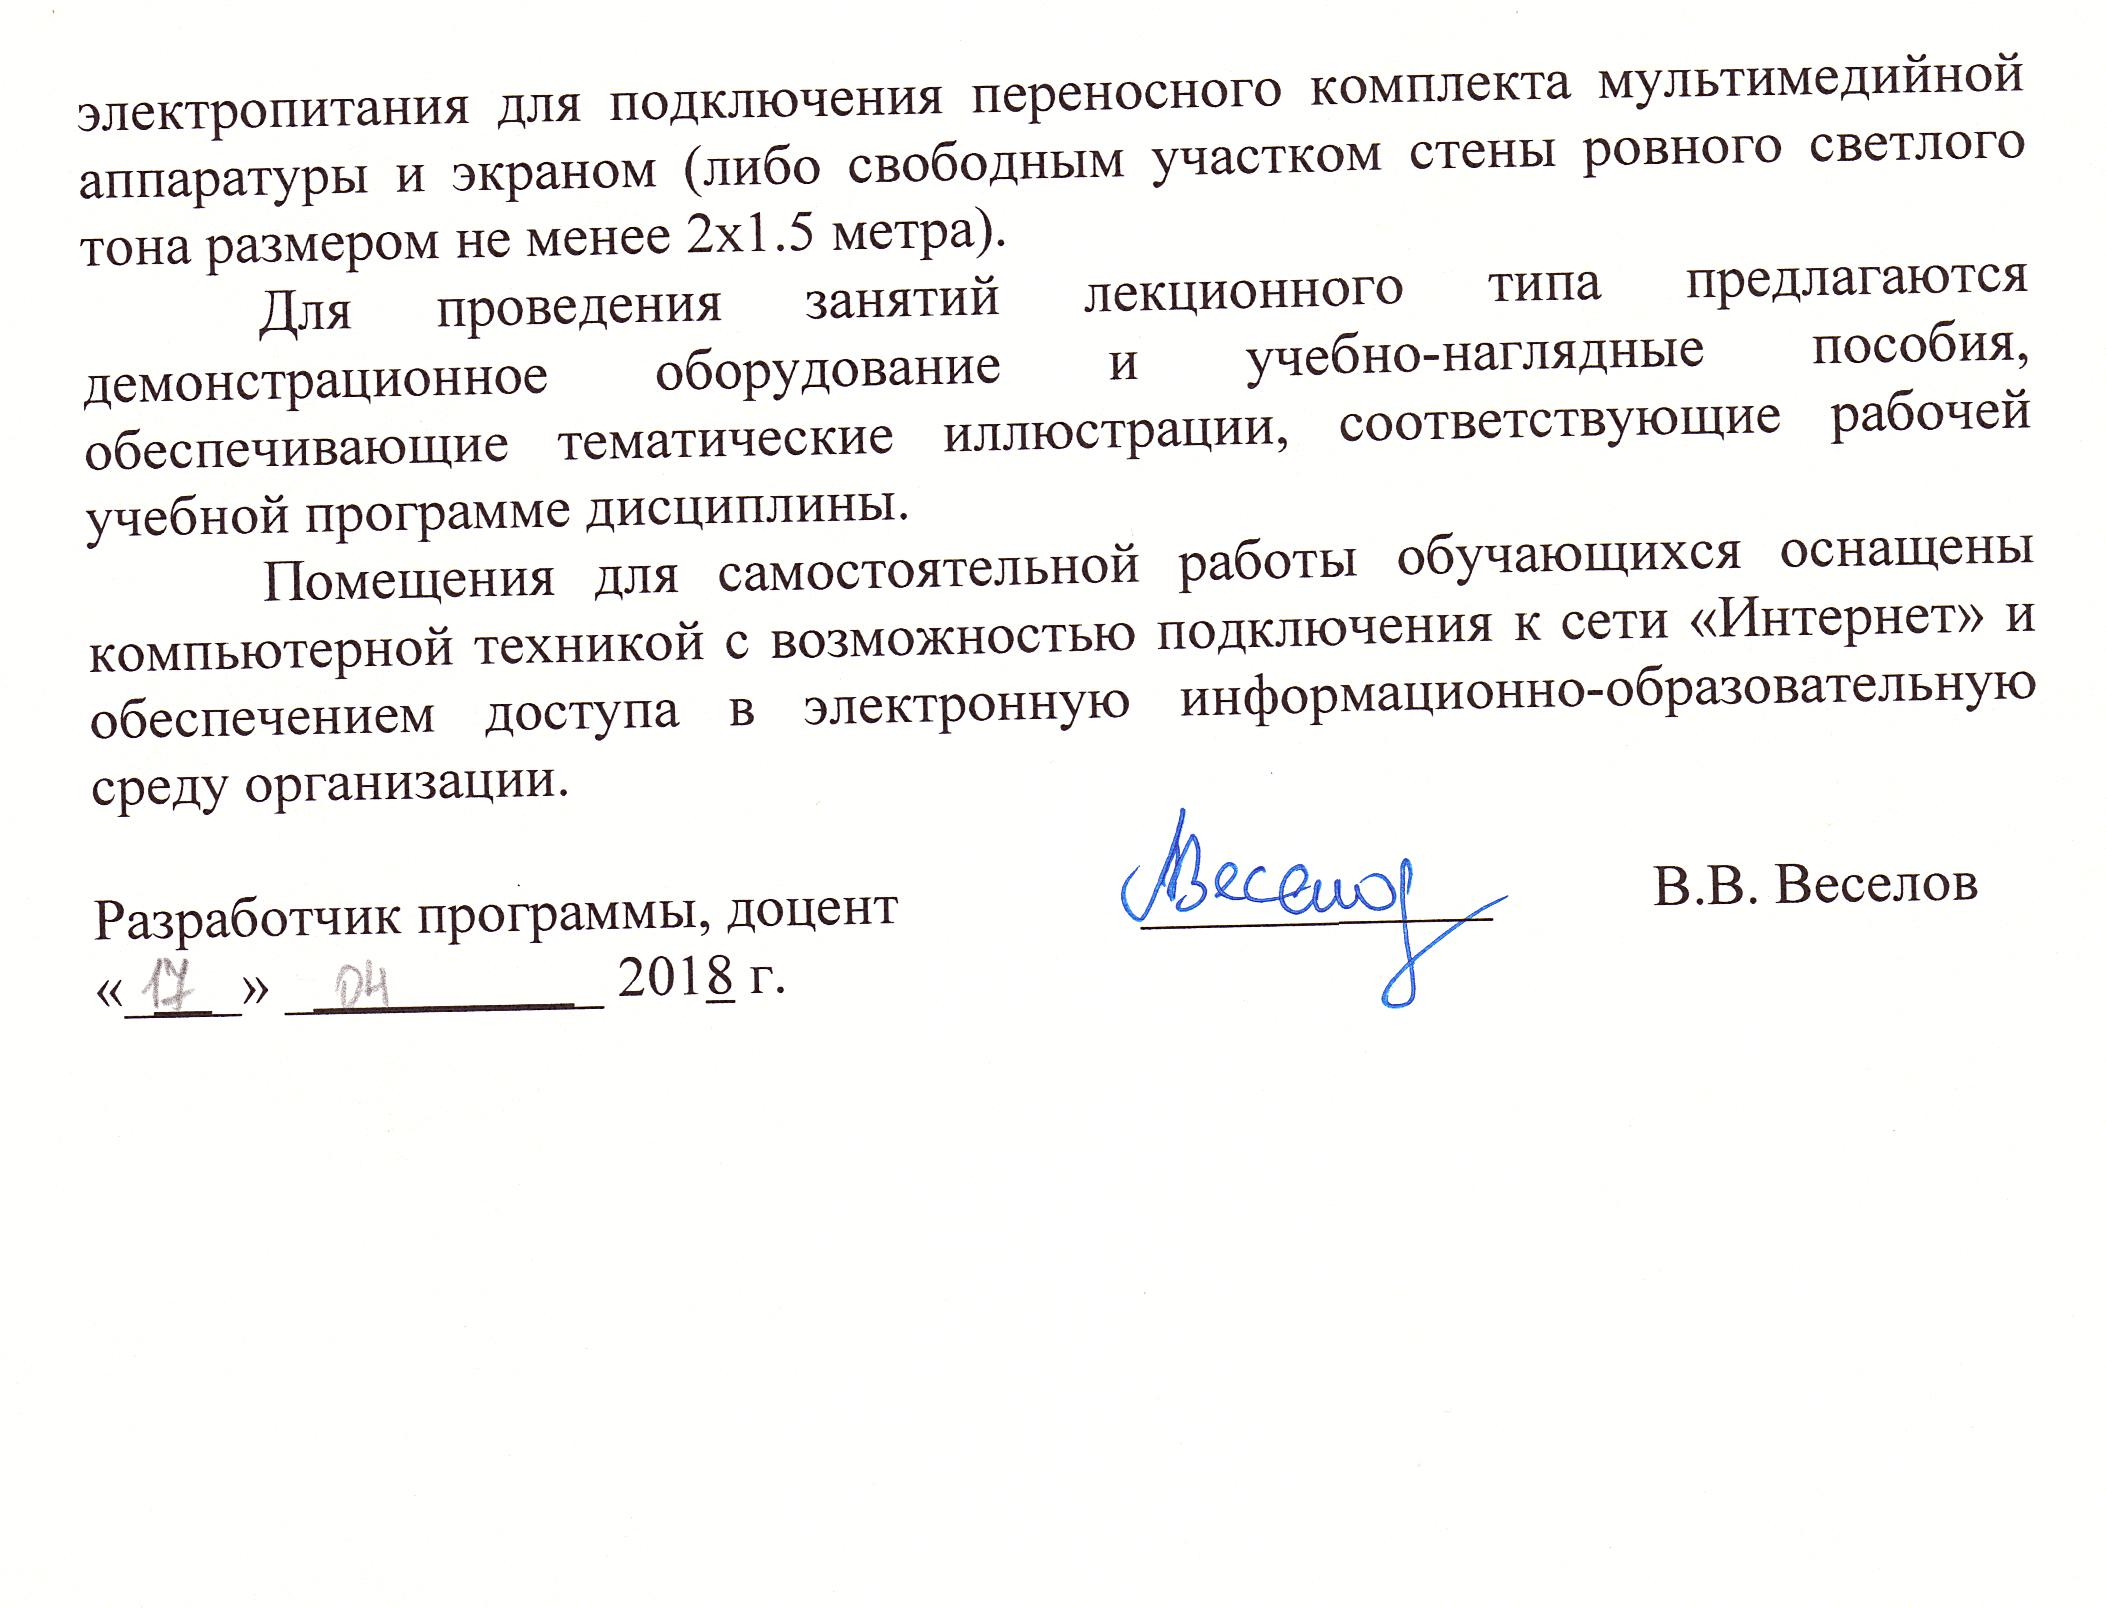 электропитания для подключения переносного комплекта мультимедийной
аппаратуры и экраном (либо свободным участком стены ровного светлого
тона размером не менее 2х1.5 метра).
Для проведения занятий лекционного типа предлагаются
демонстрационное оборудование и учебно-наглядные пособия,
обеспечивающие тематические иллюстрации, соответствующие рабочей
учебной программе дисциплины.
Помещения для самостоятельной работы обучающихся оснащены
компьютерной техникой с возможностью подключения к сети «Интернет» и
обеспечением доступа в электронную информационно-образовательную
среду организации.
Разработчик программы, доцент Веселов В.В. Веселов
«17» 04 2018 г.